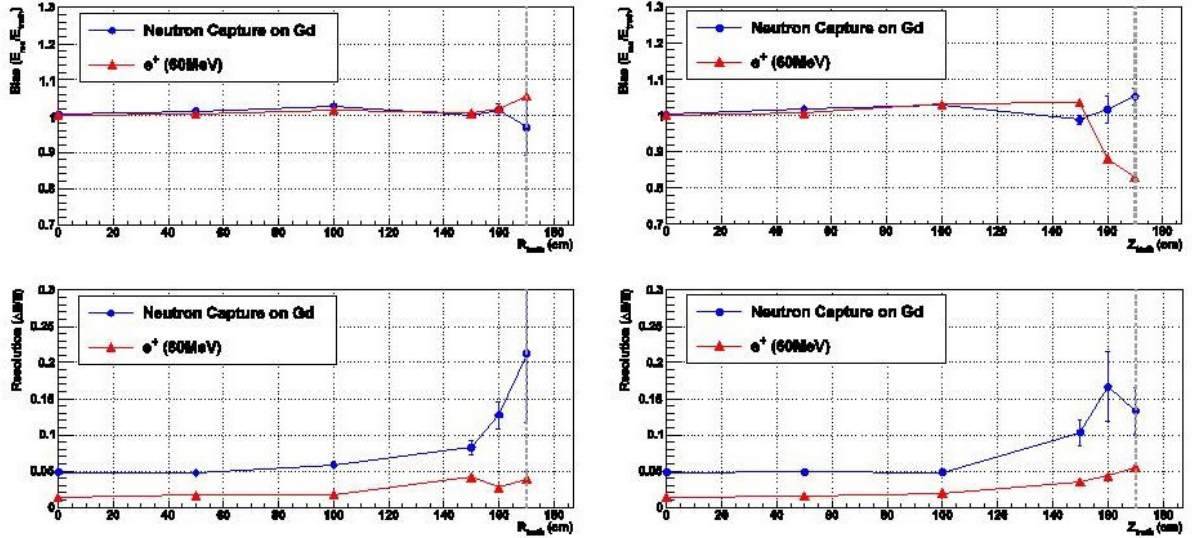 Bias (E_rec/E_truth)
1.3
1.2
1.1
1
0.9
0.8
0.7
Neutron Capture on Gd
e⁺ (50MeV)
0 20 40 60 80 100 120 140 160 180
R_truth (cm)
Bias (E_rec/E_truth)
1.3
1.2
1.1
1
0.9
0.8
0.7
Neutron Capture on Gd
e⁺ (50MeV)
0 20 40 60 80 100 120 140 160 180
Z_truth (cm)
Resolution (ΔE/E)
0.3
0.25
0.2
0.15
0.1
0.05
0
Neutron Capture on Gd
e⁺ (50MeV)
0 20 40 60 80 100 120 140 160 180
R_truth (cm)
Resolution (ΔE/E)
0.3
0.25
0.2
0.15
0.1
0.05
0
Neutron Capture on Gd
e⁺ (50MeV)
0 20 40 60 80 100 120 140 160 180
Z_truth (cm)